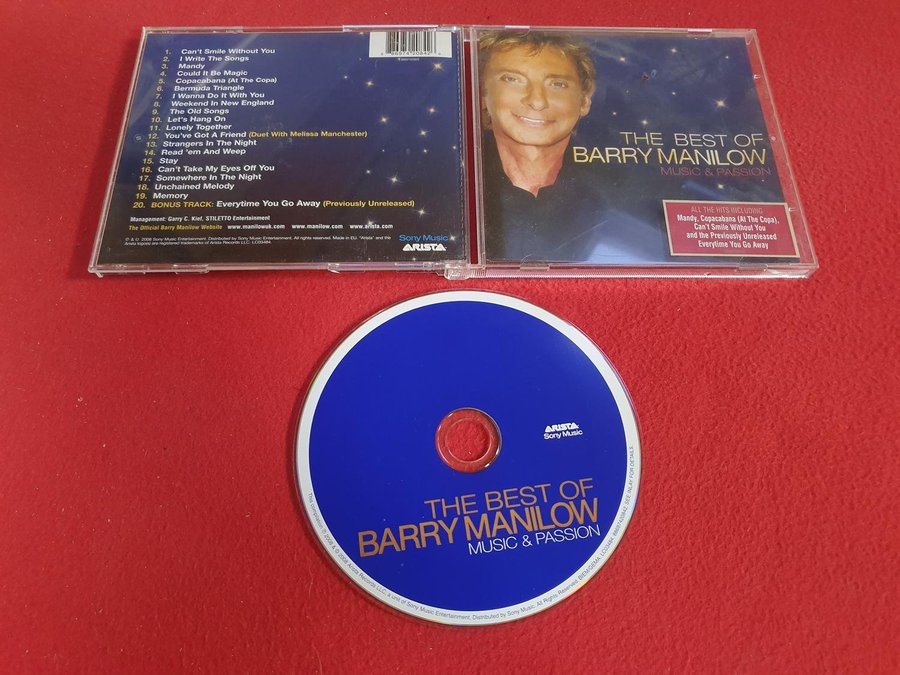 1. Can't Smile Without You
2. I Write The Songs
3. Mandy
4. Could It Be Magic
5. Copacabana (At The Copa)
6. Bermuda Triangle
7. I Wanna Do It With You
8. Weekend In New England
9. The Old Songs
10. Let's Hang On
11. Lonely Together
12. You've Got A Friend (Duet With Melissa Manchester)
13. Strangers In The Night
14. Read 'em And Weep
15. Stay
16. Can't Take My Eyes Off You
17. Somewhere In The Night
18. Unchained Melody
19. Memory
20. BONUS TRACK: Everytime You Go Away (Previously Unreleased)
Management: Garry C. Kief, STILETTO Entertainment
The Official Barry Manilow Website www.manilowuk.com www.manilow.com www.arista.com
Sony Music
ARISTA
THE BEST OF
BARRY MANILOW
MUSIC & PASSION
ALL THE HITS INCLUDING
Mandy, Copacabana (At The Copa),
Can't Smile Without You
and the Previously Unreleased
Everytime You Go Away
ARISTA
Sony Music
THE BEST OF
BARRY MANILOW
MUSIC & PASSION